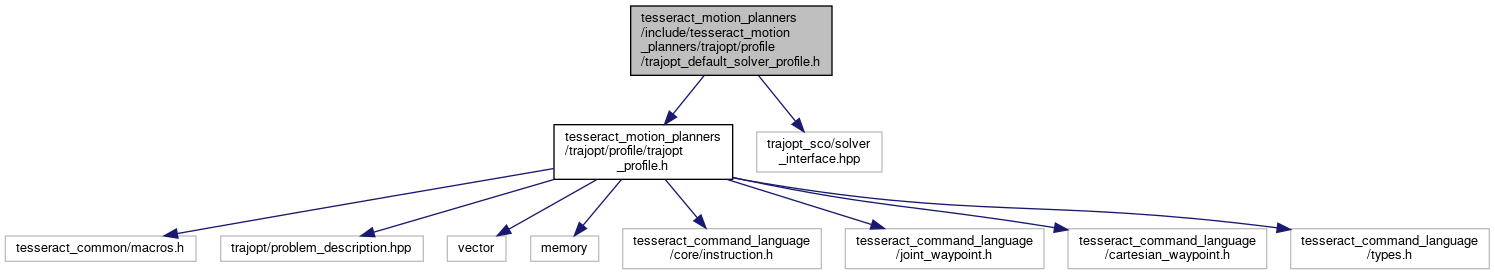 tesseract_motion_planners
/include/tesseract_motion
_planners/trajopt/profile
/trajopt_default_solver_profile.h
tesseract_motion_planners
/trajopt/profile/trajopt
_profile.h
trajopt_sco/solver
_interface.hpp
tesseract_common/macros.h
trajopt/problem_description.hpp
vector
memory
tesseract_command_language
/core/instruction.h
tesseract_command_language
/joint_waypoint.h
tesseract_command_language
/cartesian_waypoint.h
tesseract_command_language
/types.h